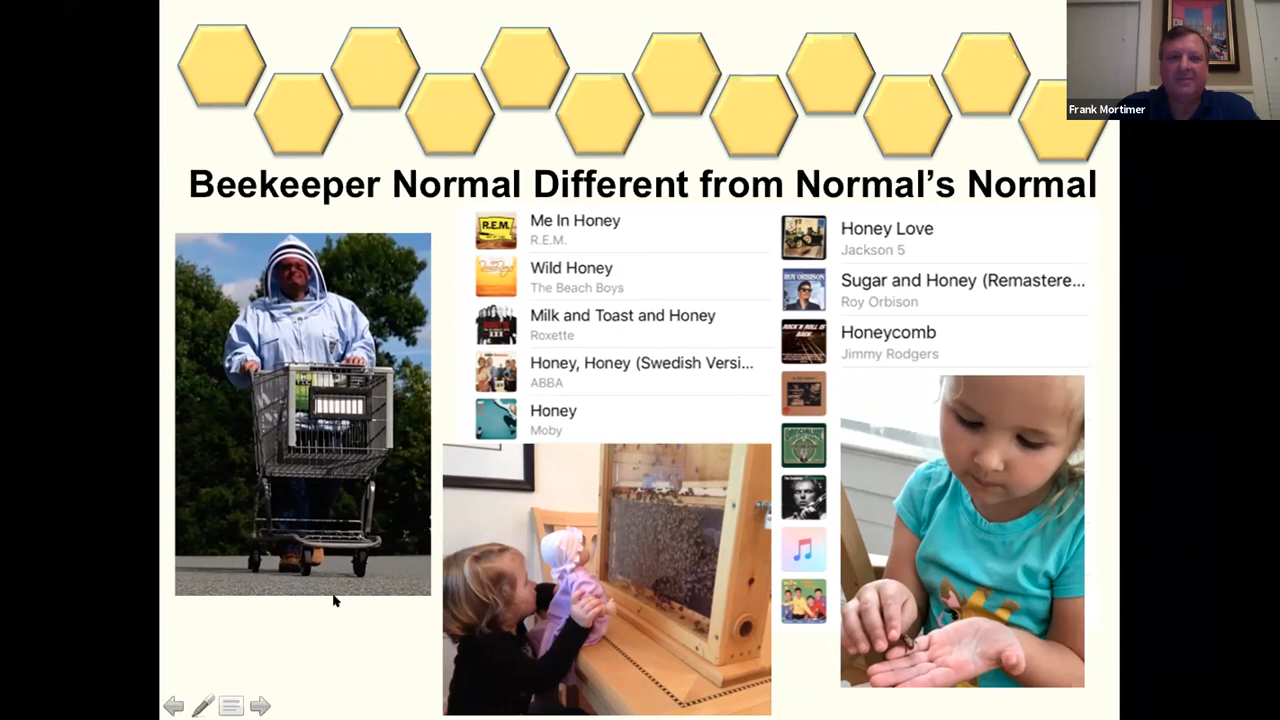 Frank Mortimer
Beekeeper Normal Different from Normal's Normal
Me In Honey
R.E.M.
Wild Honey
The Beach Boys
Milk and Toast and Honey
Roxette
Honey, Honey (Swedish Versi...
ABBA
Honey
Moby
Honey Love
Jackson 5
Sugar and Honey (Remastere...
Roy Orbison
Honeycomb
Jimmy Rodgers
R.E.M.
ROY ORBISON